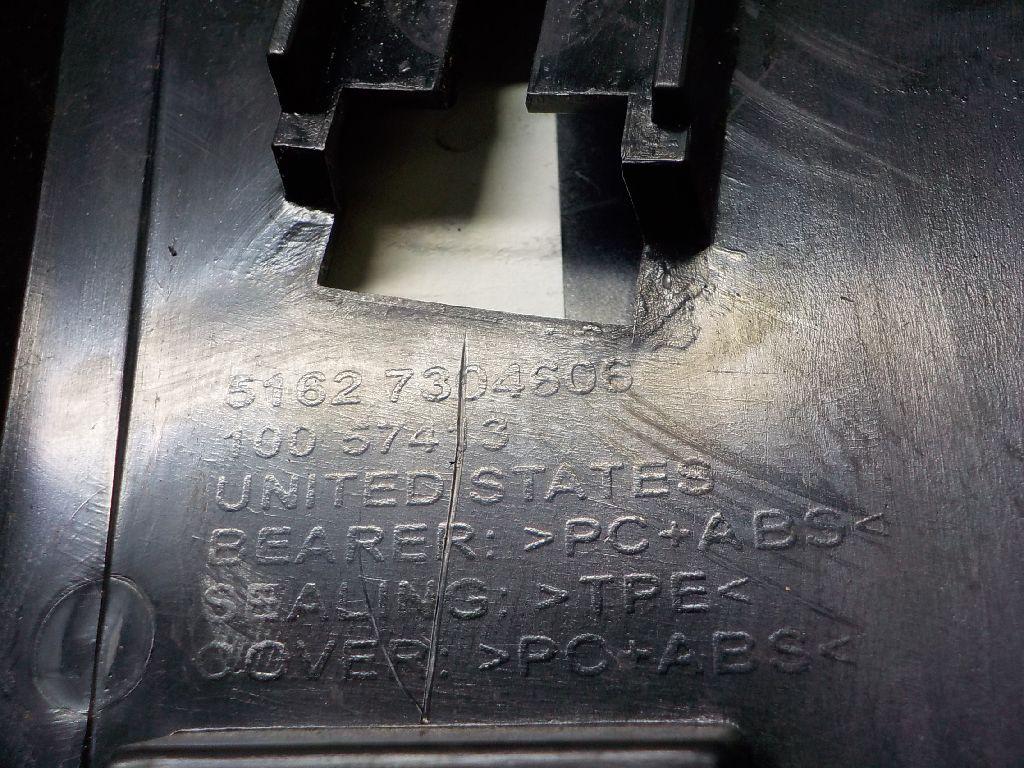 5162 7304606
100 57413
UNITED STATES
BEARER: >PC+ABS<
SEALING: >TPE<
COVER: >PC+ABS<